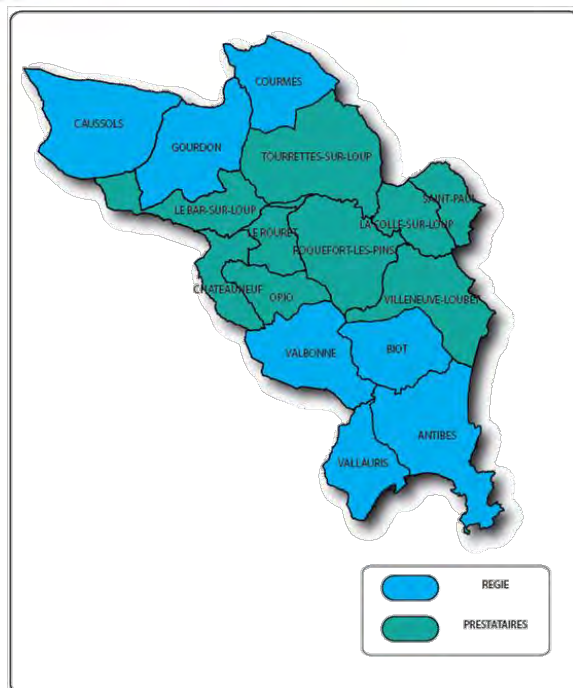 COURMES
CAUSSOLS
GOURDON
TOURRETTES-SUR-LOUP
SAINT-PAUL
LE BAR-SUR-LOUP
LA COLLE-SUR-LOUP
LE ROURET
ROQUEFORT-LES-PINS
CHATEAUNEUF
OPIO
VILLENEUVE-LOUBET
VALBONNE
BIOT
ANTIBES
VALLAURIS
REGIE
PRESTATAIRES